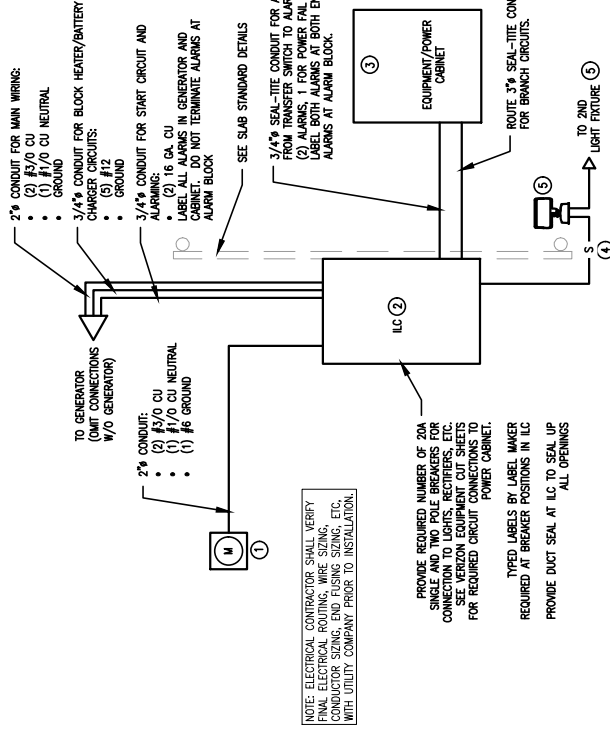 2"ø CONDUIT FOR MAIN WIRING:
• (2) #3/0 CU
• (1) #1/0 CU NEUTRAL
• GROUND
3/4"ø CONDUIT FOR BLOCK HEATER/BATTERY
CHARGER CIRCUITS:
• (5) #12
• GROUND
3/4"ø CONDUIT FOR START CIRCUIT AND
ALARMING:
• (2) 16 GA. CU
LABEL ALL ALARMS IN GENERATOR AND
CABINET. DO NOT TERMINATE ALARMS AT
ALARM BLOCK
SEE SLAB STANDARD DETAILS
3/4"ø SEAL-TITE CONDUIT FOR
FROM TRANSFER SWITCH TO
(2) ALARMS, 1 FOR POWER FAIL
LABEL BOTH ALARMS AT BOTH
ALARMS AT ALARM BLOCK.
3
EQUIPMENT/POWER
CABINET
ROUTE 3"ø SEAL-TITE
FOR BRANCH CIRCUITS.
TO 2ND
LIGHT FIXTURE 5
5
S
4
ILC 2
TO GENERATOR
(OMIT CONNECTIONS
W/O GENERATOR)
2"ø CONDUIT:
• (2) #3/0 CU
• (1) #1/0 CU NEUTRAL
• (1) #6 GROUND
M
1
NOTE: ELECTRICAL CONTRACTOR SHALL VERIFY
FINAL ELECTRICAL ROUTING, WIRE SIZING,
CONDUCTOR SIZING, END FUSING SIZING, ETC,
WITH UTILITY COMPANY PRIOR TO INSTALLATION.
PROVIDE REQUIRED NUMBER OF 20A
SINGLE AND TWO POLE BREAKERS FOR
CONNECTION TO LIGHTS, RECTIFIERS, ETC.
SEE VERIZON EQUIPMENT CUT SHEETS
FOR REQUIRED CIRCUIT CONNECTIONS TO
POWER CABINET.
TYPED LABELS BY LABEL MAKER
REQUIRED AT BREAKER POSITIONS IN ILC
PROVIDE DUCT SEAL AT ILC TO SEAL UP
ALL OPENINGS